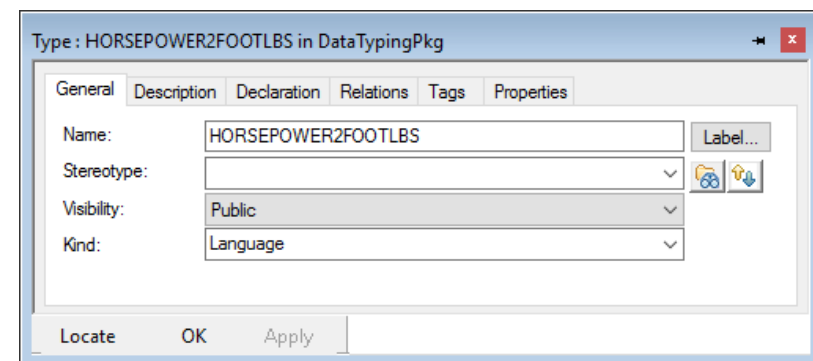 Type : HORSEPOWER2FOOTLBS in DataTypingPkg
General Description Declaration Relations Tags Properties
Name: HORSEPOWER2FOOTLBS Label...
Stereotype:
Visibility: Public
Kind: Language
Locate OK Apply